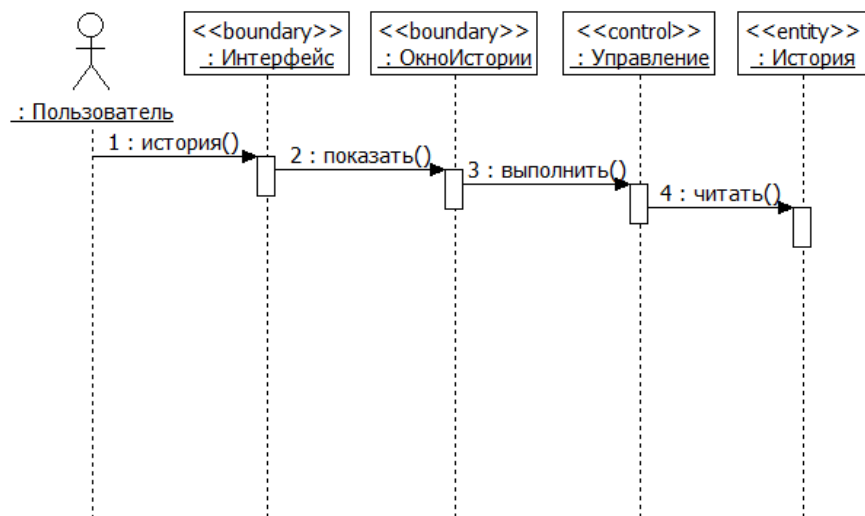 <<boundary>>
: Интерфейс
<<boundary>>
: ОкноИстории
<<control>>
: Управление
<<entity>>
: История
: Пользователь
1 : история()
2 : показать()
3 : выполнить()
4 : читать()